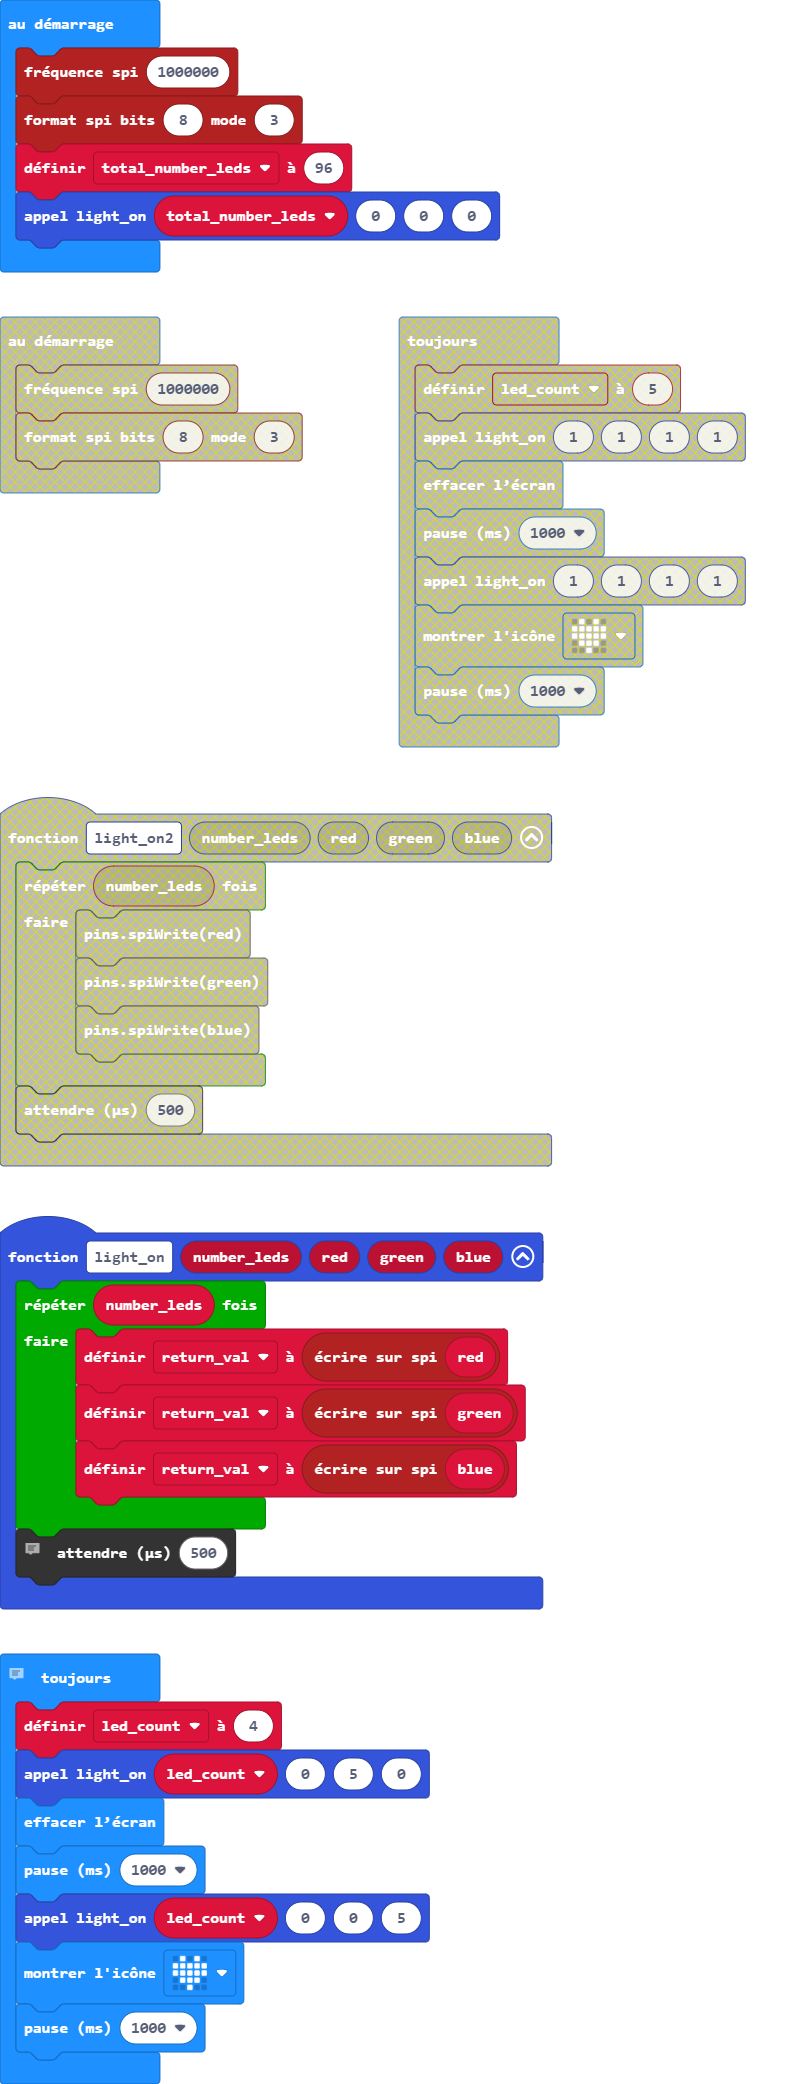 au démarrage
fréquence spi 1000000
format spi bits 8 mode 3
définir total_number_leds à 96
appel light_on total_number_leds 0 0 0
au démarrage
fréquence spi 1000000
format spi bits 8 mode 3
toujours
définir led_count à 5
appel light_on 1 1 1 1
effacer l’écran
pause (ms) 1000
appel light_on 1 1 1 1
montrer l'icône
pause (ms) 1000
fonction light_on2 number_leds red green blue
répéter number_leds fois
faire
pins.spiWrite(red)
pins.spiWrite(green)
pins.spiWrite(blue)
attendre (µs) 500
fonction light_on number_leds red green blue
répéter number_leds fois
faire
définir return_val à écrire sur spi red
définir return_val à écrire sur spi green
définir return_val à écrire sur spi blue
attendre (µs) 500
toujours
définir led_count à 4
appel light_on led_count 0 5 0
effacer l’écran
pause (ms) 1000
appel light_on led_count 0 0 5
montrer l'icône
pause (ms) 1000